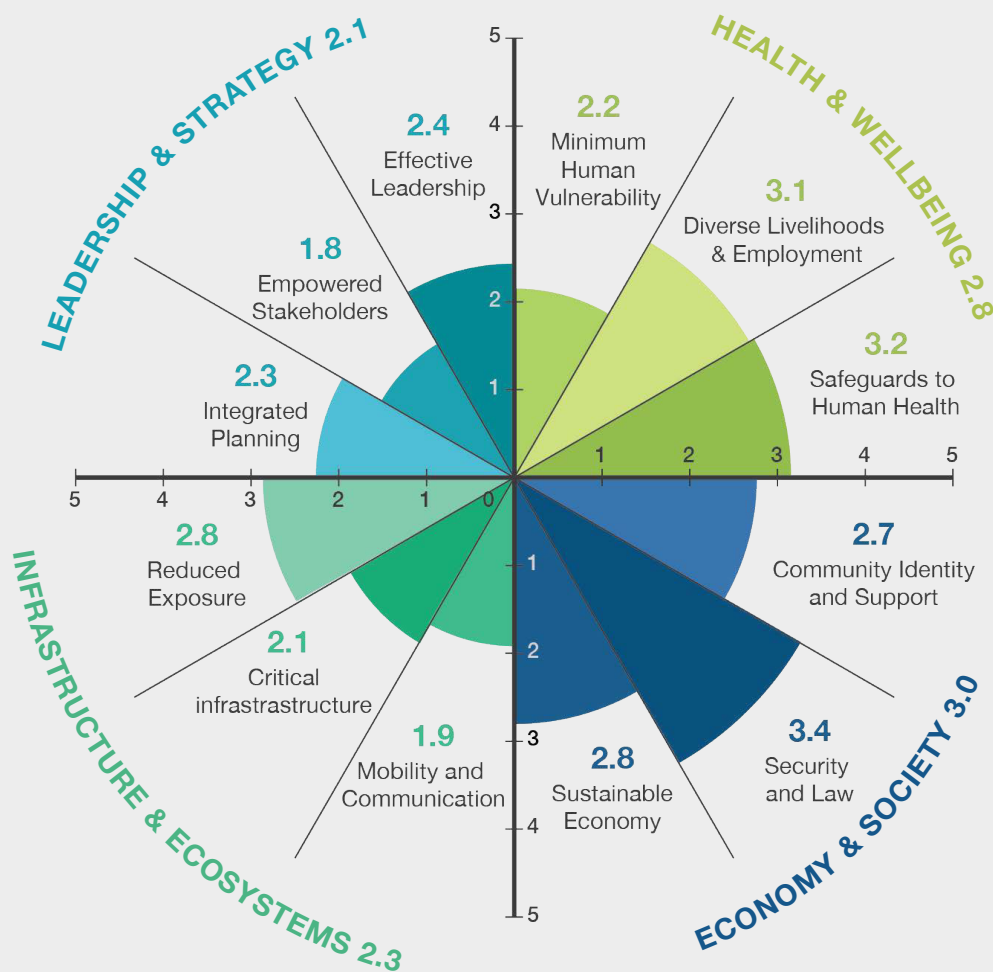 LEADERSHIP & STRATEGY 2.1
HEALTH & WELLBEING 2.8
2.4
Effective
Leadership
1.8
Empowered
Stakeholders
2.3
Integrated
Planning
2.2
Minimum
Human
Vulnerability
3.1
Diverse Livelihoods
& Employment
3.2
Safeguards to
Human Health
5
4
3
2
1
5 4 3 2 1 0
1 2 3 4 5
1
2
3
4
5
2.8
Reduced
Exposure
2.1
Critical
infrastrastructure
1.9
Mobility and
Communication
2.7
Community Identity
and Support
3.4
Security
and Law
2.8
Sustainable
Economy
INFRASTRUCTURE & ECOSYSTEMS 2.3
ECONOMY & SOCIETY 3.0